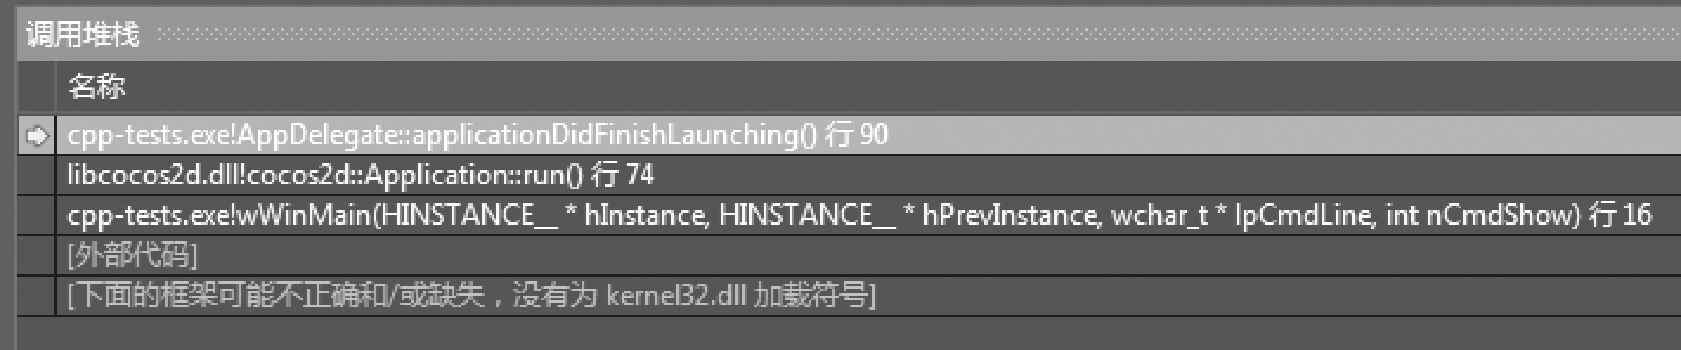 调用堆栈
名称
cpp-tests.exe!AppDelegate::applicationDidFinishLaunching() 行 90
libcocos2d.dll!cocos2d::Application::run() 行 74
cpp-tests.exe!wWinMain(HINSTANCE__ * hInstance, HINSTANCE__ * hPrevInstance, wchar_t * lpCmdLine, int nCmdShow) 行 16
[外部代码]
[下面的框架可能不正确和/或缺失，没有为 kernel32.dll 加载符号]